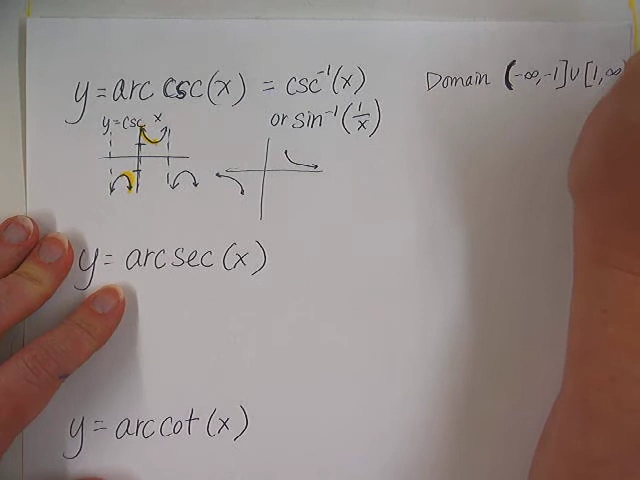 y = arc csc(x) = csc⁻¹(x) Domain (-∞,-1]∪[1,∞
y = csc x or sin⁻¹(1/x)
y = arcsec(x)
y = arccot(x)